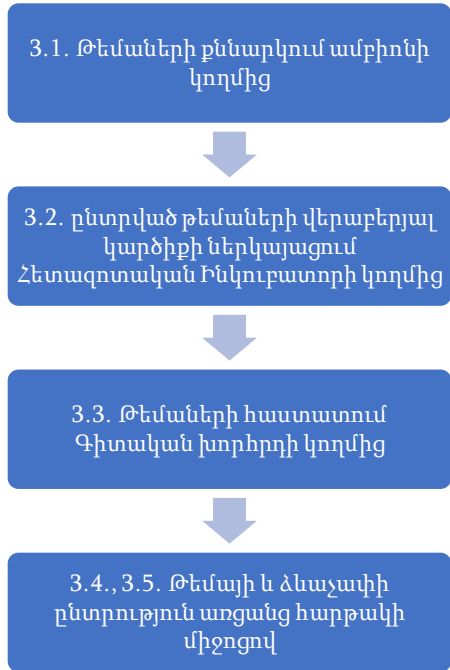 3.1. Թեմաների քննարկում ամբիոնի
կողմից
3.2. ընտրված թեմաների վերաբերյալ
կարծիքի ներկայացում
Հետազոտական Ինկուբատորի կողմից
3.3. Թեմաների հաստատում
Գիտական խորհրդի կողմից
3.4., 3.5. Թեմայի և ձևաչափի
ընտրություն առցանց հարթակի
միջոցով